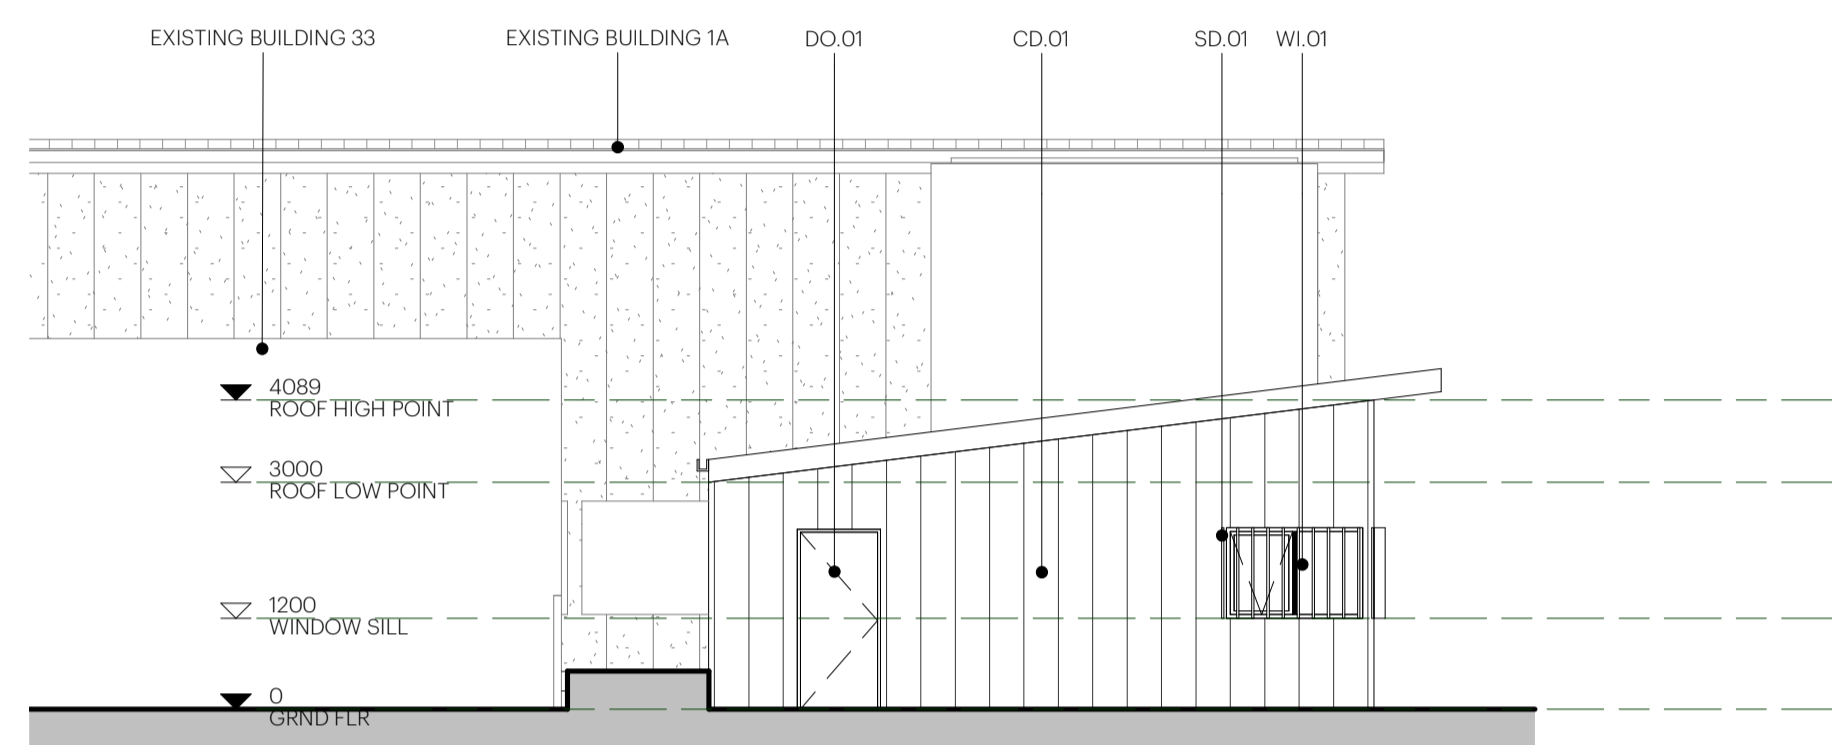 EXISTING BUILDING 33
EXISTING BUILDING 1A
DO.01
CD.01
SD.01
WI.01
4089
ROOF HIGH POINT
3000
ROOF LOW POINT
1200
WINDOW SILL
0
GRND FLR